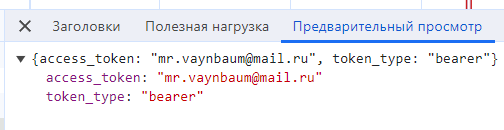 Заголовки Полезная нагрузка Предварительный просмотр
{access_token: "mr.vaynbaum@mail.ru", token_type: "bearer"}
access_token: "mr.vaynbaum@mail.ru"
token_type: "bearer"